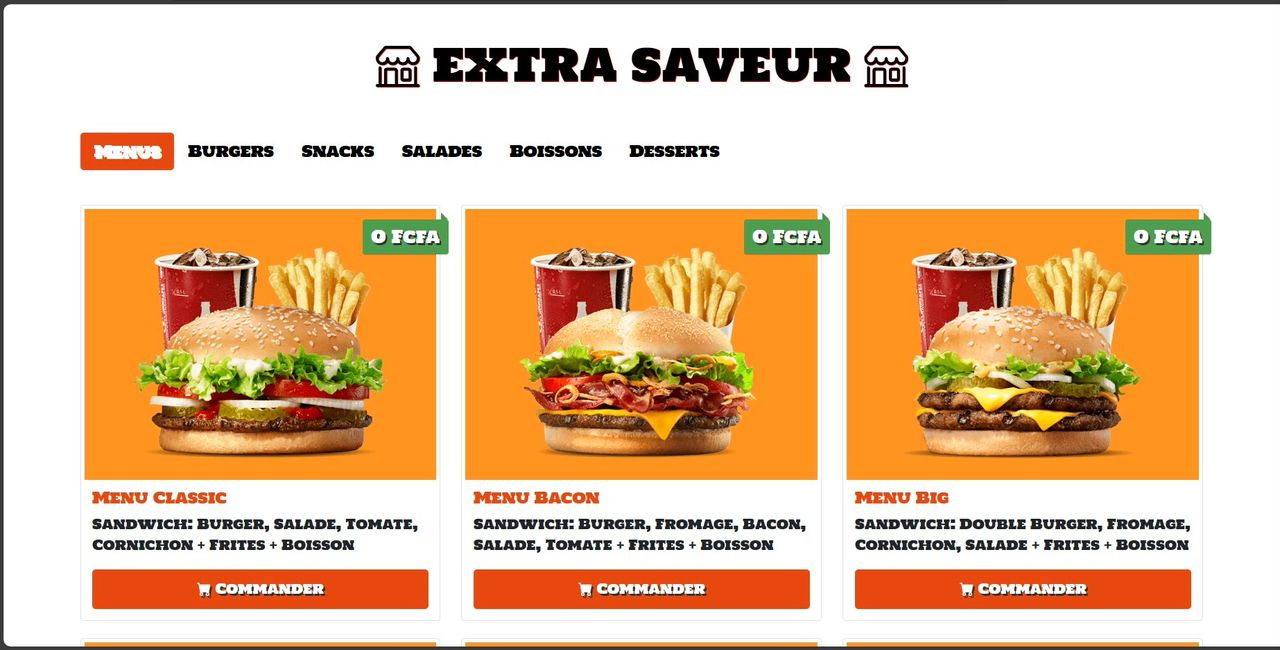 EXTRA SAVEUR
Menus
Burgers
Snacks
Salades
Boissons
Desserts
0 Fcfa
0 Fcfa
0 Fcfa
Menu Classic
Sandwich: Burger, Salade, Tomate,
Cornichon + Frites + Boisson
Commander
Menu Bacon
Sandwich: Burger, Fromage, Bacon,
Salade, Tomate + Frites + Boisson
Commander
Menu Big
Sandwich: Double Burger, Fromage,
Cornichon, Salade + Frites + Boisson
Commander